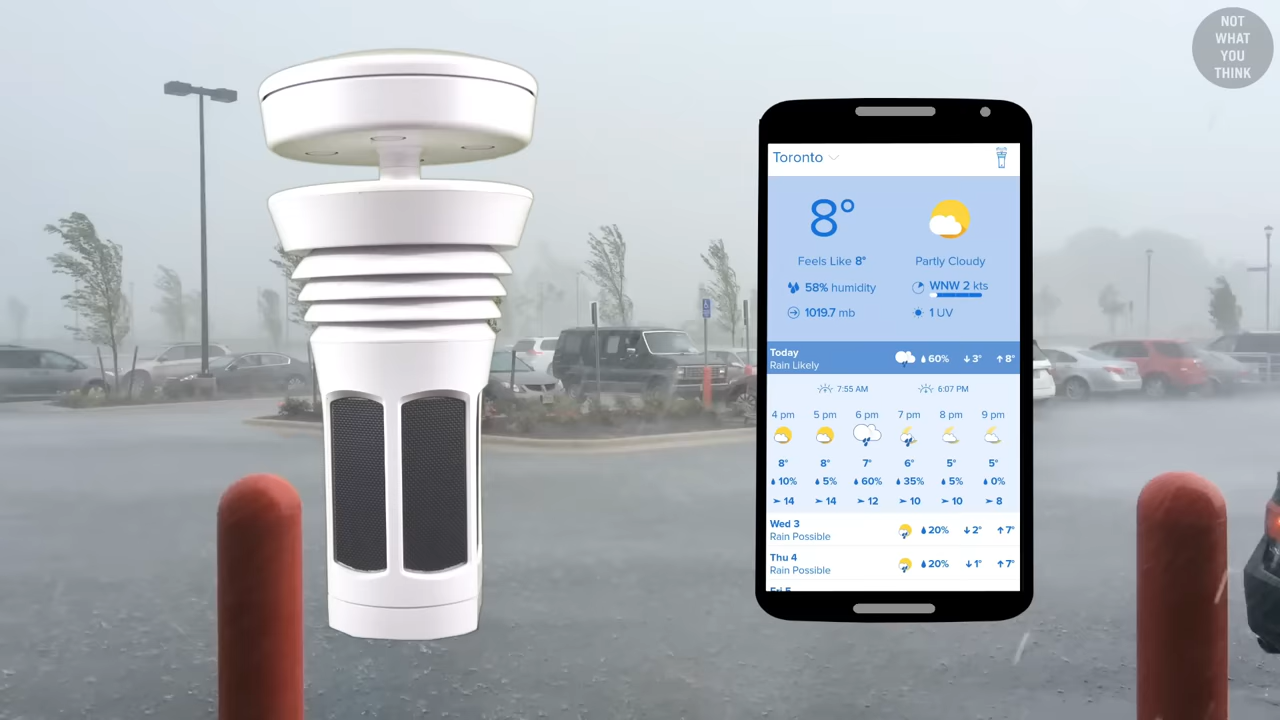 NOT
WHAT
YOU
THINK
Toronto
8°
Feels Like 8°
Partly Cloudy
58% humidity
WNW 2 kts
1019.7 mb
1 UV
Today
Rain Likely
60%
3°
8°
7:55 AM
6:07 PM
4 pm 5 pm 6 pm 7 pm 8 pm 9 pm
8° 8° 7° 6° 5° 5°
10% 5% 60% 35% 5% 0%
14 14 12 10 10 8
Wed 3
Rain Possible
20% 2° 7°
Thu 4
Rain Possible
20% 1° 7°
Fri 5